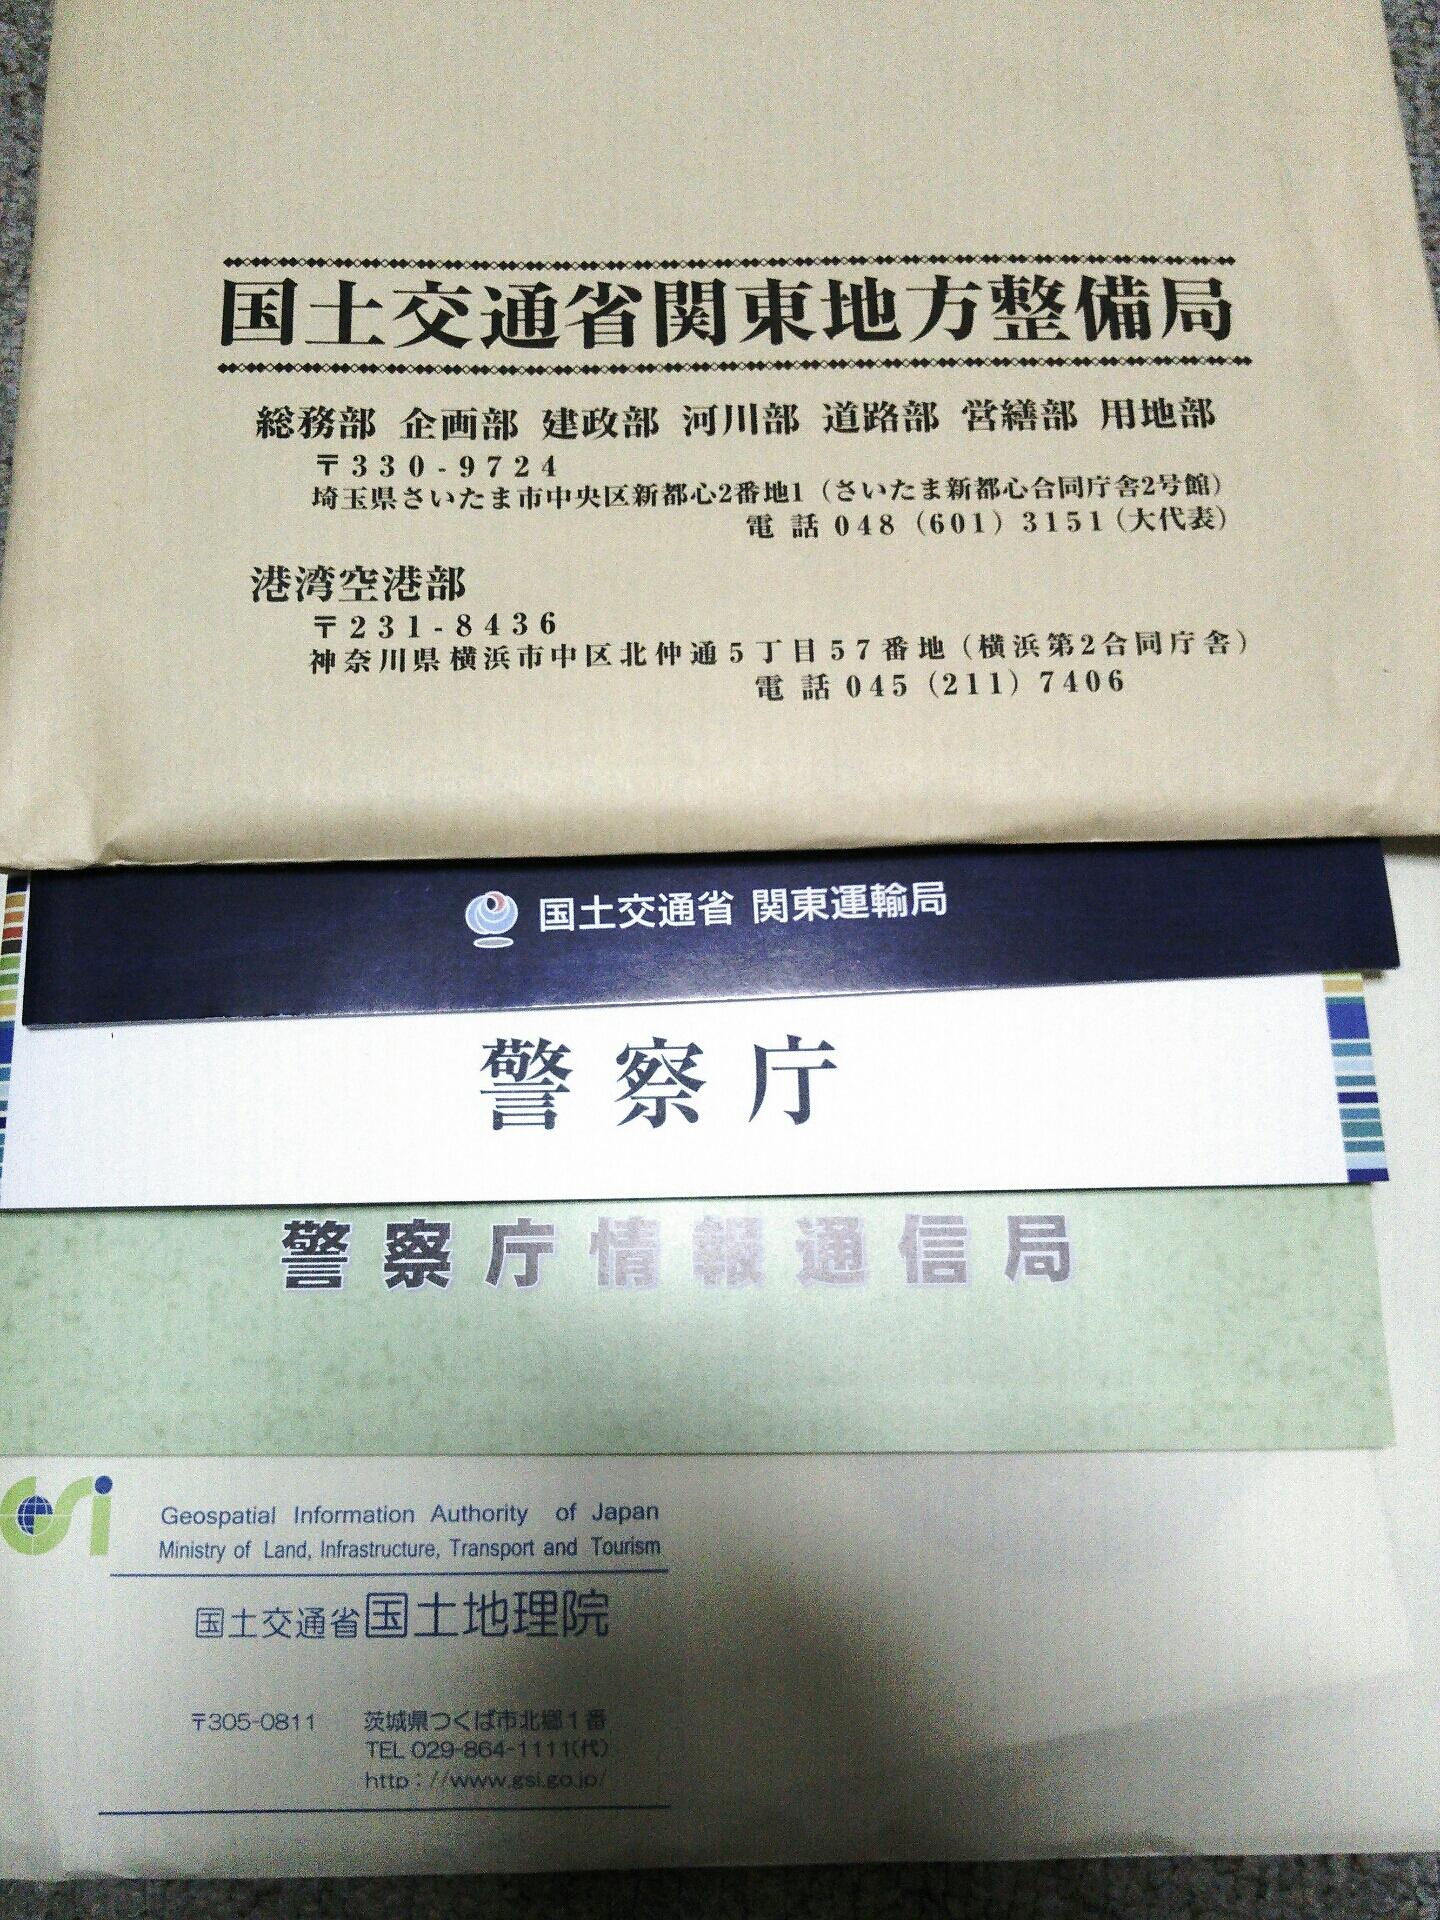 国土交通省関東地方整備局
総務部 企画部 建政部 河川部 道路部 営繕部 用地部
〒330-9724
埼玉県さいたま市中央区新都心2番地1（さいたま新都心合同庁舎2号館）
電話 048（601）3151（大代表）
港湾空港部
〒231-8436
神奈川県横浜市中区北仲通5丁目57番地（横浜第2合同庁舎）
電話 045（211）7406
国土交通省 関東運輸局
警察庁
警察庁情報通信局
GSI
Geospatial Information Authority of Japan
Ministry of Land, Infrastructure, Transport and Tourism
国土交通省国土地理院
〒305-0811 茨城県つくば市北郷1番
TEL 029-864-1111(代)
http://www.gsi.go.jp/